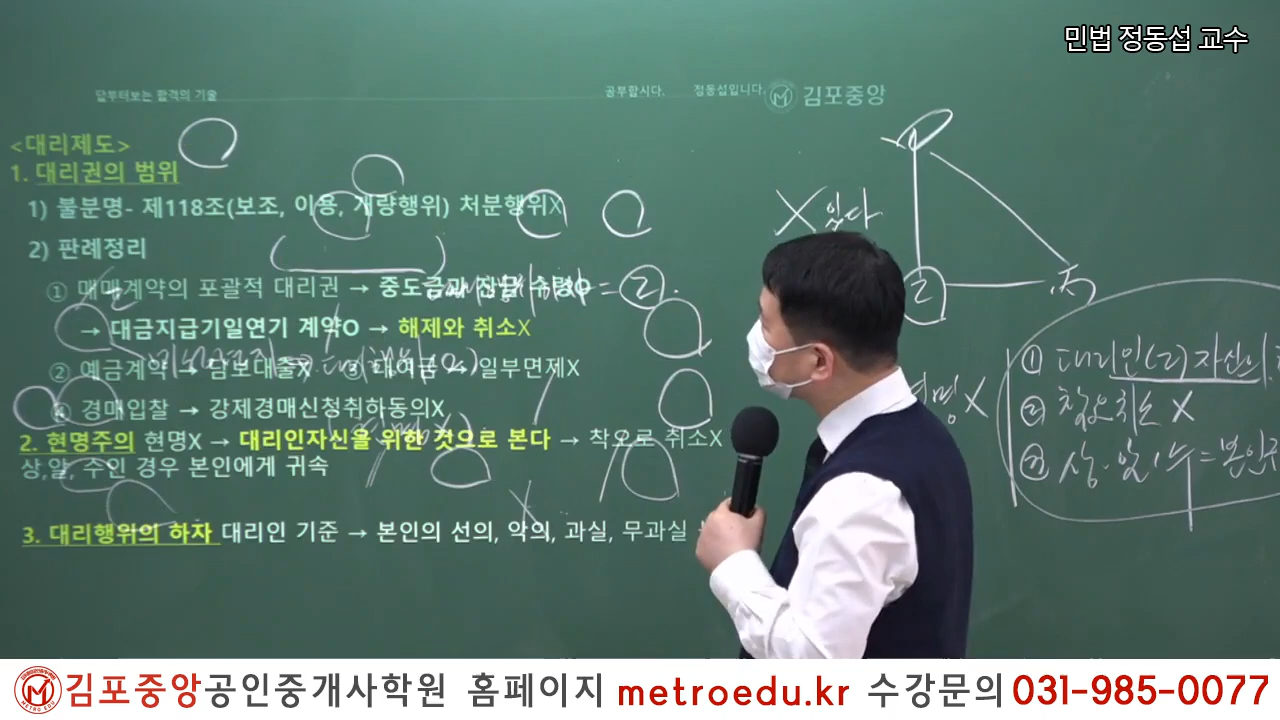 민법 정동섭 교수
답부터보는 합격의 기술 공부합시다. 정동섭입니다. 김포중앙
<대리제도>
1. 대리권의 범위
1) 불분명- 제118조(보조, 이용, 개량행위) 처분행위X
X 있다
2) 판례정리
① 매매계약의 포괄적 대리권 → 중도금과 잔금 수령O
= ②.
→ 대금지급기일연기 계약O → 해제와 취소X
② 예금계약 → 담보대출X ③ 대여금 → 일부면제X
④ 경매입찰 → 강제경매신청취하동의X
2. 현명주의 현명X → 대리인자신을 위한 것으로 본다 → 착오로 취소X
상,일, 주인 경우 본인에게 귀속
3. 대리행위의 하자 대리인 기준 → 본인의 선의, 악의, 과실, 무과실
乙
丙
명X
① 대리인(乙) 자신의
② 착오취소 X
김포중앙공인중개사학원 홈페이지 metroedu.kr 수강문의 031-985-0077
METRO EDU